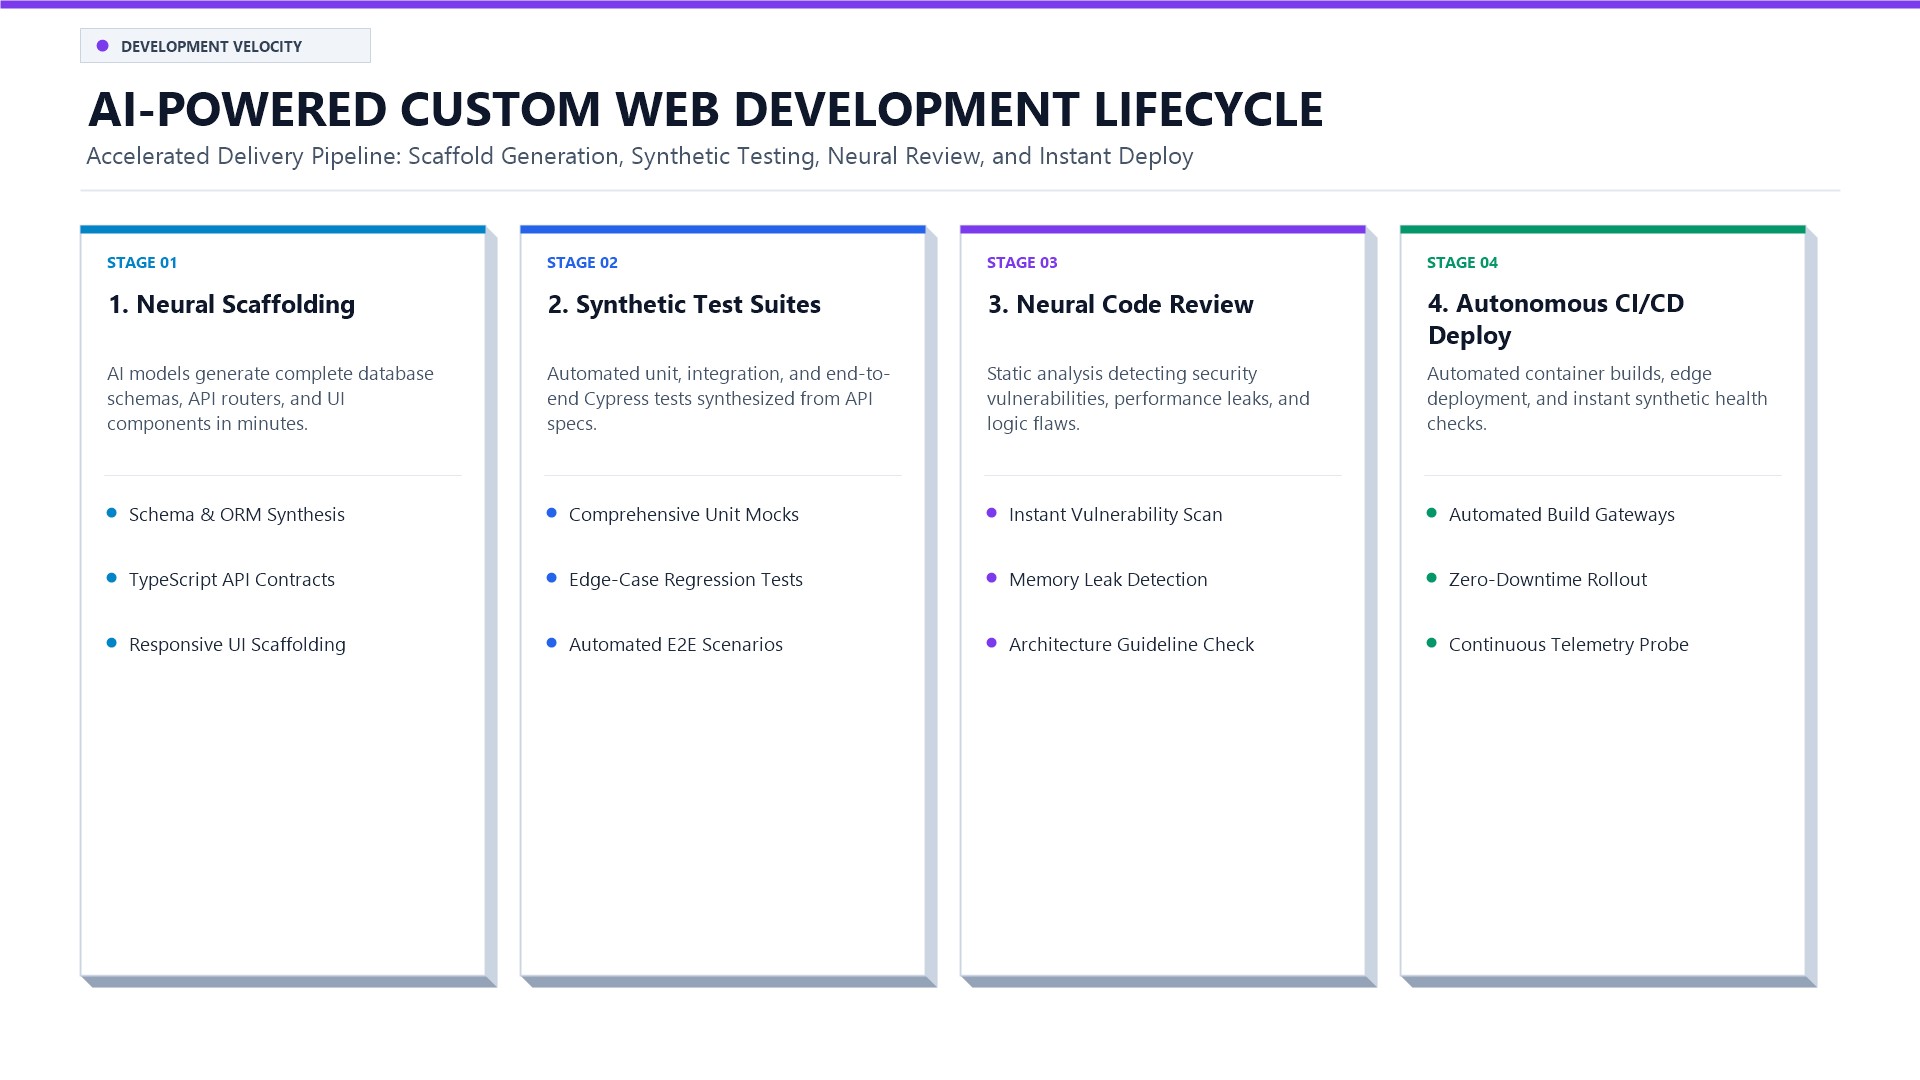 DEVELOPMENT VELOCITY
AI-POWERED CUSTOM WEB DEVELOPMENT LIFECYCLE
Accelerated Delivery Pipeline: Scaffold Generation, Synthetic Testing, Neural Review, and Instant Deploy
STAGE 01
1. Neural Scaffolding
AI models generate complete database
schemas, API routers, and UI
components in minutes.
Schema & ORM Synthesis
TypeScript API Contracts
Responsive UI Scaffolding
STAGE 02
2. Synthetic Test Suites
Automated unit, integration, and end-to-
end Cypress tests synthesized from API
specs.
Comprehensive Unit Mocks
Edge-Case Regression Tests
Automated E2E Scenarios
STAGE 03
3. Neural Code Review
Static analysis detecting security
vulnerabilities, performance leaks, and
logic flaws.
Instant Vulnerability Scan
Memory Leak Detection
Architecture Guideline Check
STAGE 04
4. Autonomous CI/CD
Deploy
Automated container builds, edge
deployment, and instant synthetic health
checks.
Automated Build Gateways
Zero-Downtime Rollout
Continuous Telemetry Probe